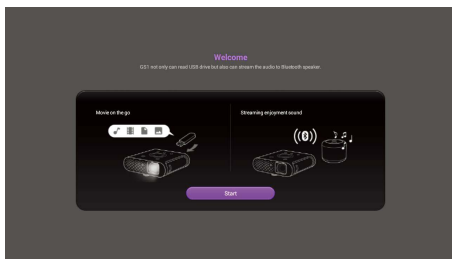 Welcome
GS1 not only can read USB drive but also can stream the audio to Bluetooth speaker.
Movie on the go
Streaming enjoyment sound
Start